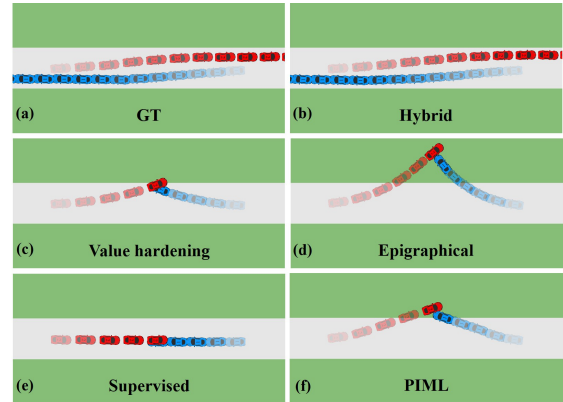 (a) GT
(b) Hybrid
(c) Value hardening
(d) Epigraphical
(e) Supervised
(f) PIML